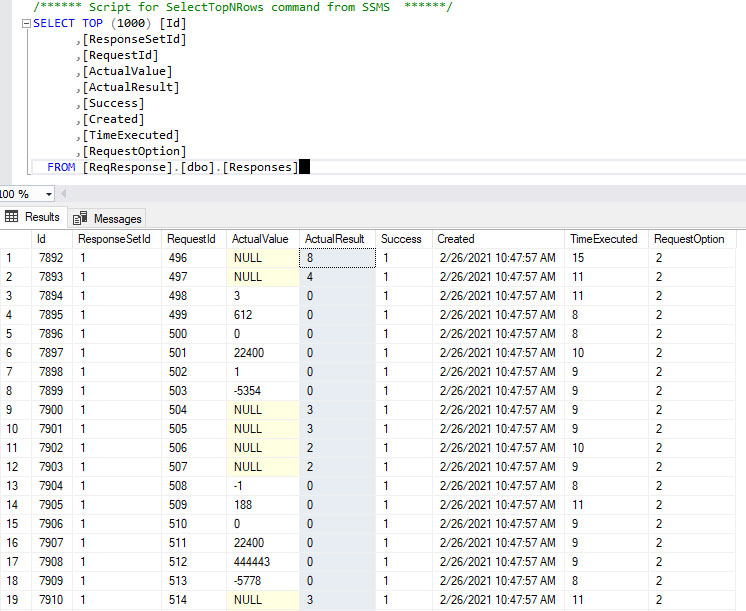 /****** Script for SelectTopNRows command from SSMS  ******/
SELECT TOP (1000) [Id]
,[ResponseSetId]
,[RequestId]
,[ActualValue]
,[ActualResult]
,[Success]
,[Created]
,[TimeExecuted]
,[RequestOption]
FROM [ReqResponse].[dbo].[Responses]
100 %
Results Messages
Id ResponseSetId RequestId ActualValue ActualResult Success Created TimeExecuted RequestOption
1 7892 1 496 NULL 8 1 2/26/2021 10:47:57 AM 15 2
2 7893 1 497 NULL 4 1 2/26/2021 10:47:57 AM 11 2
3 7894 1 498 3 0 1 2/26/2021 10:47:57 AM 11 2
4 7895 1 499 612 0 1 2/26/2021 10:47:57 AM 8 2
5 7896 1 500 0 0 1 2/26/2021 10:47:57 AM 8 2
6 7897 1 501 22400 0 1 2/26/2021 10:47:57 AM 10 2
7 7898 1 502 1 0 1 2/26/2021 10:47:57 AM 9 2
8 7899 1 503 -5354 0 1 2/26/2021 10:47:57 AM 9 2
9 7900 1 504 NULL 3 1 2/26/2021 10:47:57 AM 9 2
10 7901 1 505 NULL 3 1 2/26/2021 10:47:57 AM 9 2
11 7902 1 506 NULL 2 1 2/26/2021 10:47:57 AM 10 2
12 7903 1 507 NULL 2 1 2/26/2021 10:47:57 AM 9 2
13 7904 1 508 -1 0 1 2/26/2021 10:47:57 AM 8 2
14 7905 1 509 188 0 1 2/26/2021 10:47:57 AM 11 2
15 7906 1 510 0 0 1 2/26/2021 10:47:57 AM 9 2
16 7907 1 511 22400 0 1 2/26/2021 10:47:57 AM 9 2
17 7908 1 512 444443 0 1 2/26/2021 10:47:57 AM 9 2
18 7909 1 513 -5778 0 1 2/26/2021 10:47:57 AM 8 2
19 7910 1 514 NULL 3 1 2/26/2021 10:47:57 AM 11 2